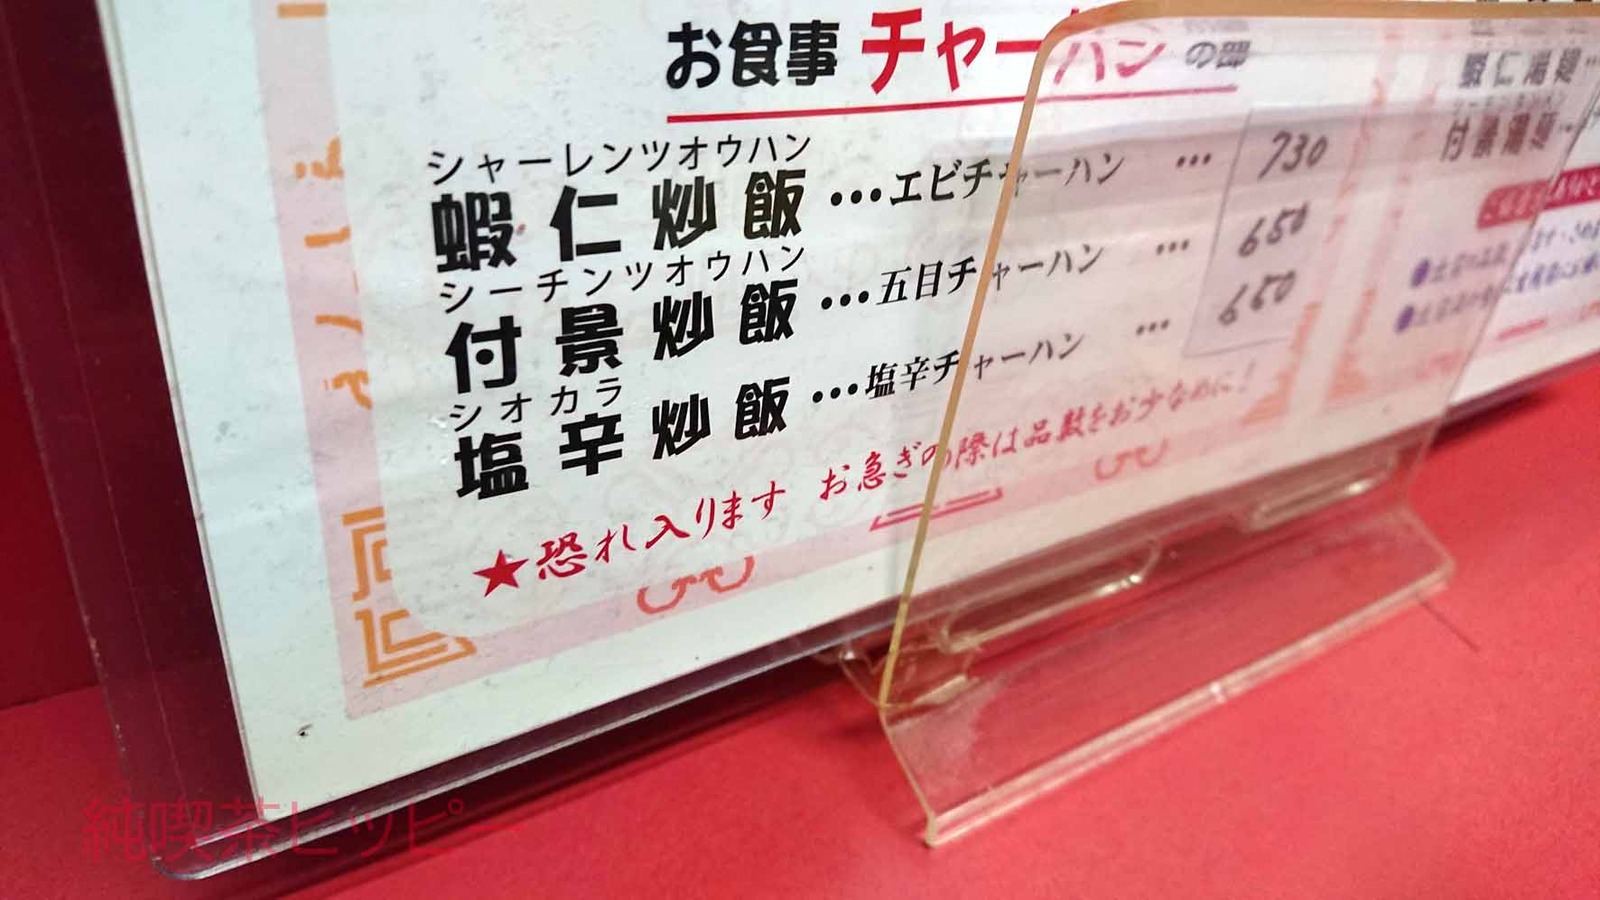 お食事 チャーハン の部
シャーレンツオウハン
蝦仁炒飯…エビチャーハン … 730
シーチンツオウハン
付景炒飯…五目チャーハン … 650
シオカラ
塩辛炒飯…塩辛チャーハン … 650
★恐れ入ります お急ぎの際は品数をお少なめに!
蝦仁湯麺…
付景湯麺…
純喫茶ヒッピー